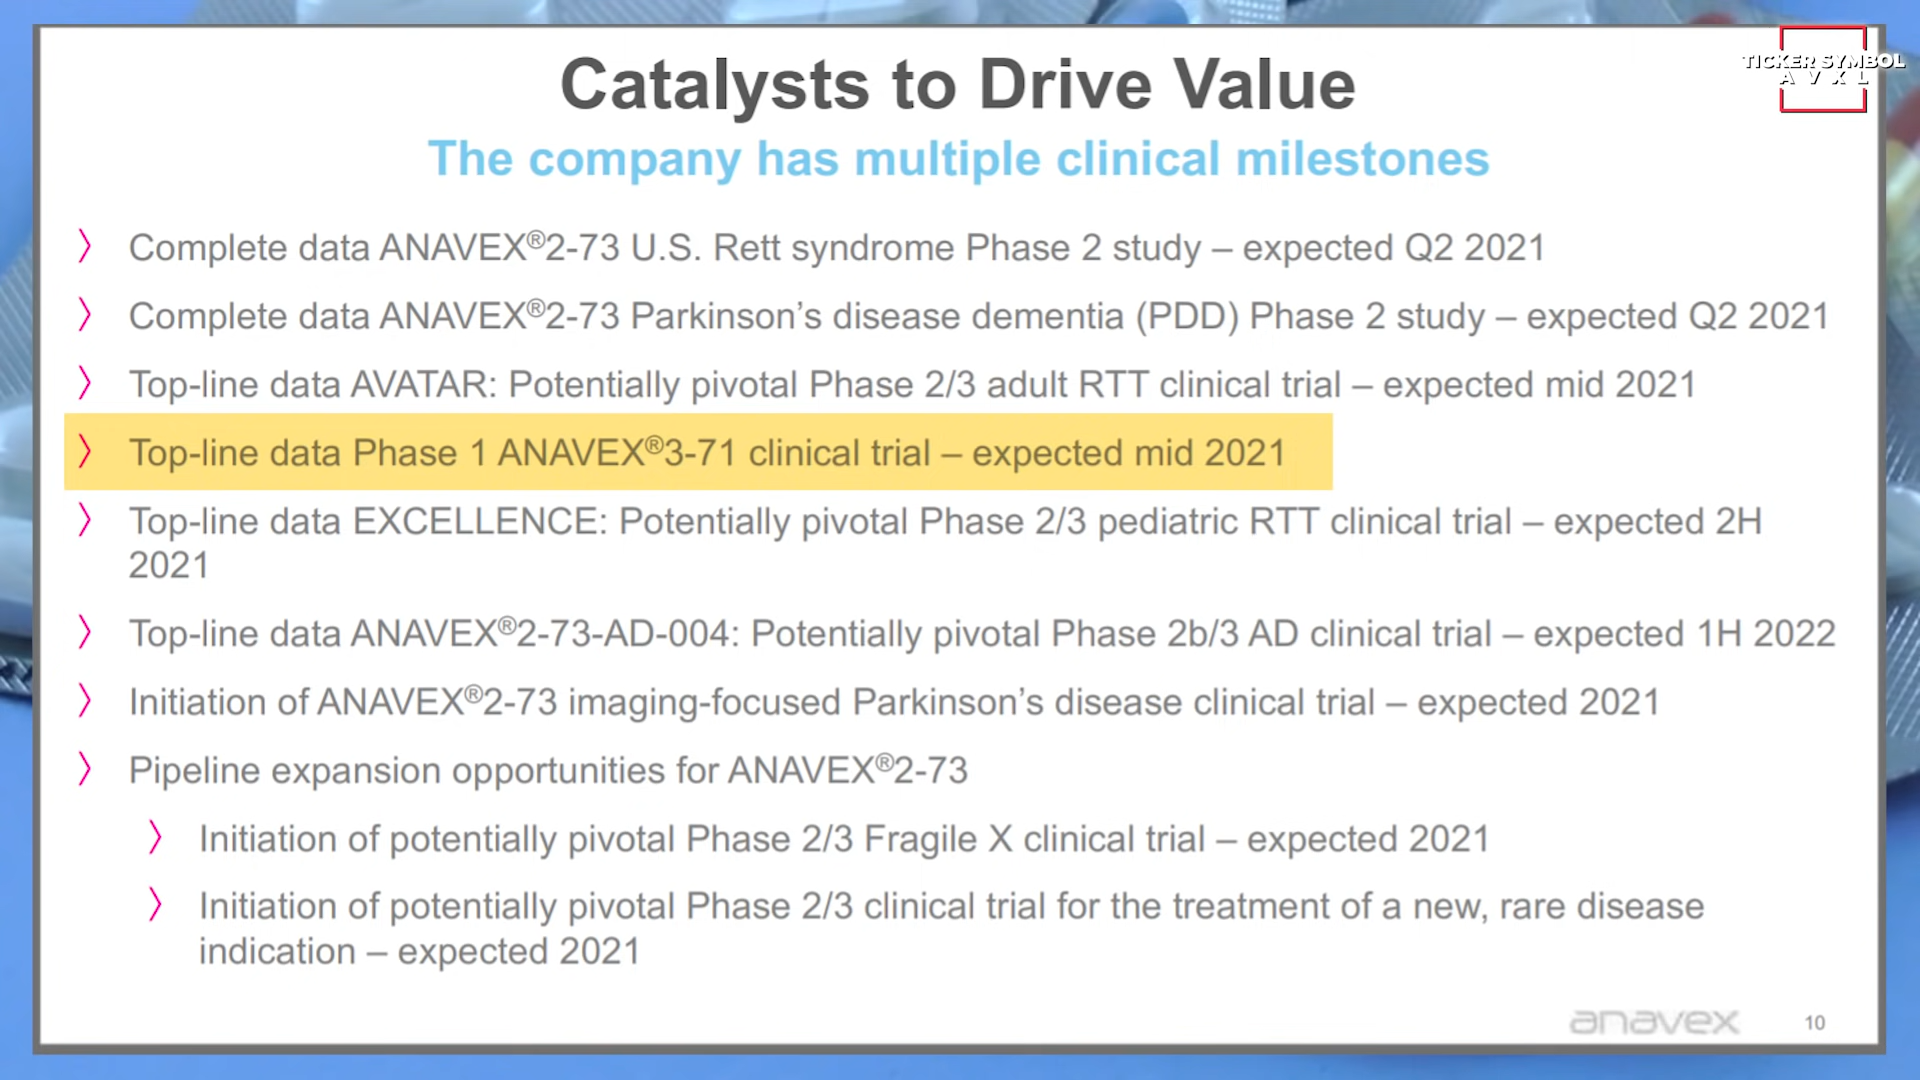 Catalysts to Drive Value
TICKER SYMBOL
AVXL
The company has multiple clinical milestones
〉 Complete data ANAVEX®2-73 U.S. Rett syndrome Phase 2 study – expected Q2 2021
〉 Complete data ANAVEX®2-73 Parkinson’s disease dementia (PDD) Phase 2 study – expected Q2 2021
〉 Top-line data AVATAR: Potentially pivotal Phase 2/3 adult RTT clinical trial – expected mid 2021
〉 Top-line data Phase 1 ANAVEX®3-71 clinical trial – expected mid 2021
〉 Top-line data EXCELLENCE: Potentially pivotal Phase 2/3 pediatric RTT clinical trial – expected 2H
2021
〉 Top-line data ANAVEX®2-73-AD-004: Potentially pivotal Phase 2b/3 AD clinical trial – expected 1H 2022
〉 Initiation of ANAVEX®2-73 imaging-focused Parkinson’s disease clinical trial – expected 2021
〉 Pipeline expansion opportunities for ANAVEX®2-73
〉 Initiation of potentially pivotal Phase 2/3 Fragile X clinical trial – expected 2021
〉 Initiation of potentially pivotal Phase 2/3 clinical trial for the treatment of a new, rare disease
indication – expected 2021
anavex
10